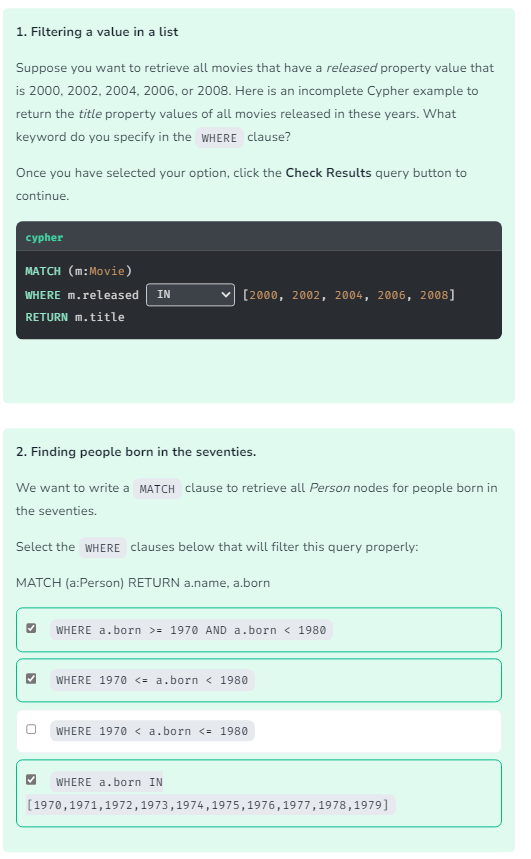 1. Filtering a value in a list
Suppose you want to retrieve all movies that have a released property value that
is 2000, 2002, 2004, 2006, or 2008. Here is an incomplete Cypher example to
return the title property values of all movies released in these years. What
keyword do you specify in the WHERE clause?
Once you have selected your option, click the Check Results query button to
continue.
cypher
MATCH (m:Movie)
WHERE m.released IN [2000, 2002, 2004, 2006, 2008]
RETURN m.title
2. Finding people born in the seventies.
We want to write a MATCH clause to retrieve all Person nodes for people born in
the seventies.
Select the WHERE clauses below that will filter this query properly:
MATCH (a:Person) RETURN a.name, a.born
WHERE a.born >= 1970 AND a.born < 1980
WHERE 1970 <= a.born < 1980
WHERE 1970 < a.born <= 1980
WHERE a.born IN
[1970,1971,1972,1973,1974,1975,1976,1977,1978,1979]